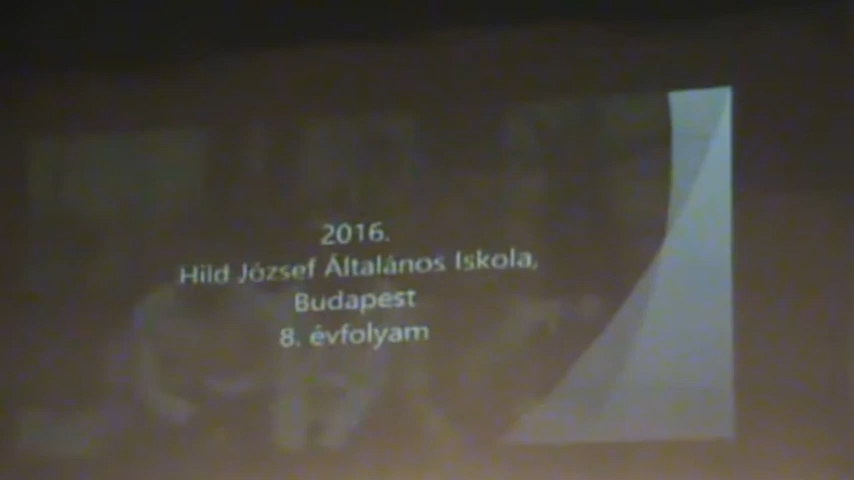 2016.
Hild József Általános Iskola,
Budapest
8. évfolyam